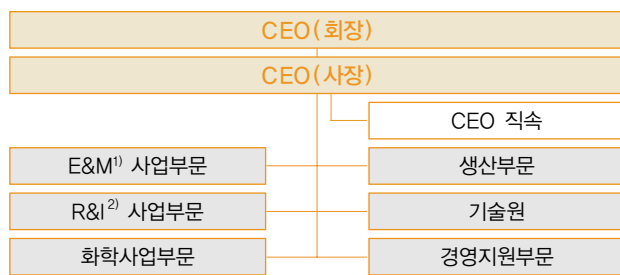 CEO(회장)
CEO(사장)
CEO 직속
E&M1) 사업부문
생산부문
R&I2) 사업부문
기술원
화학사업부문
경영지원부문